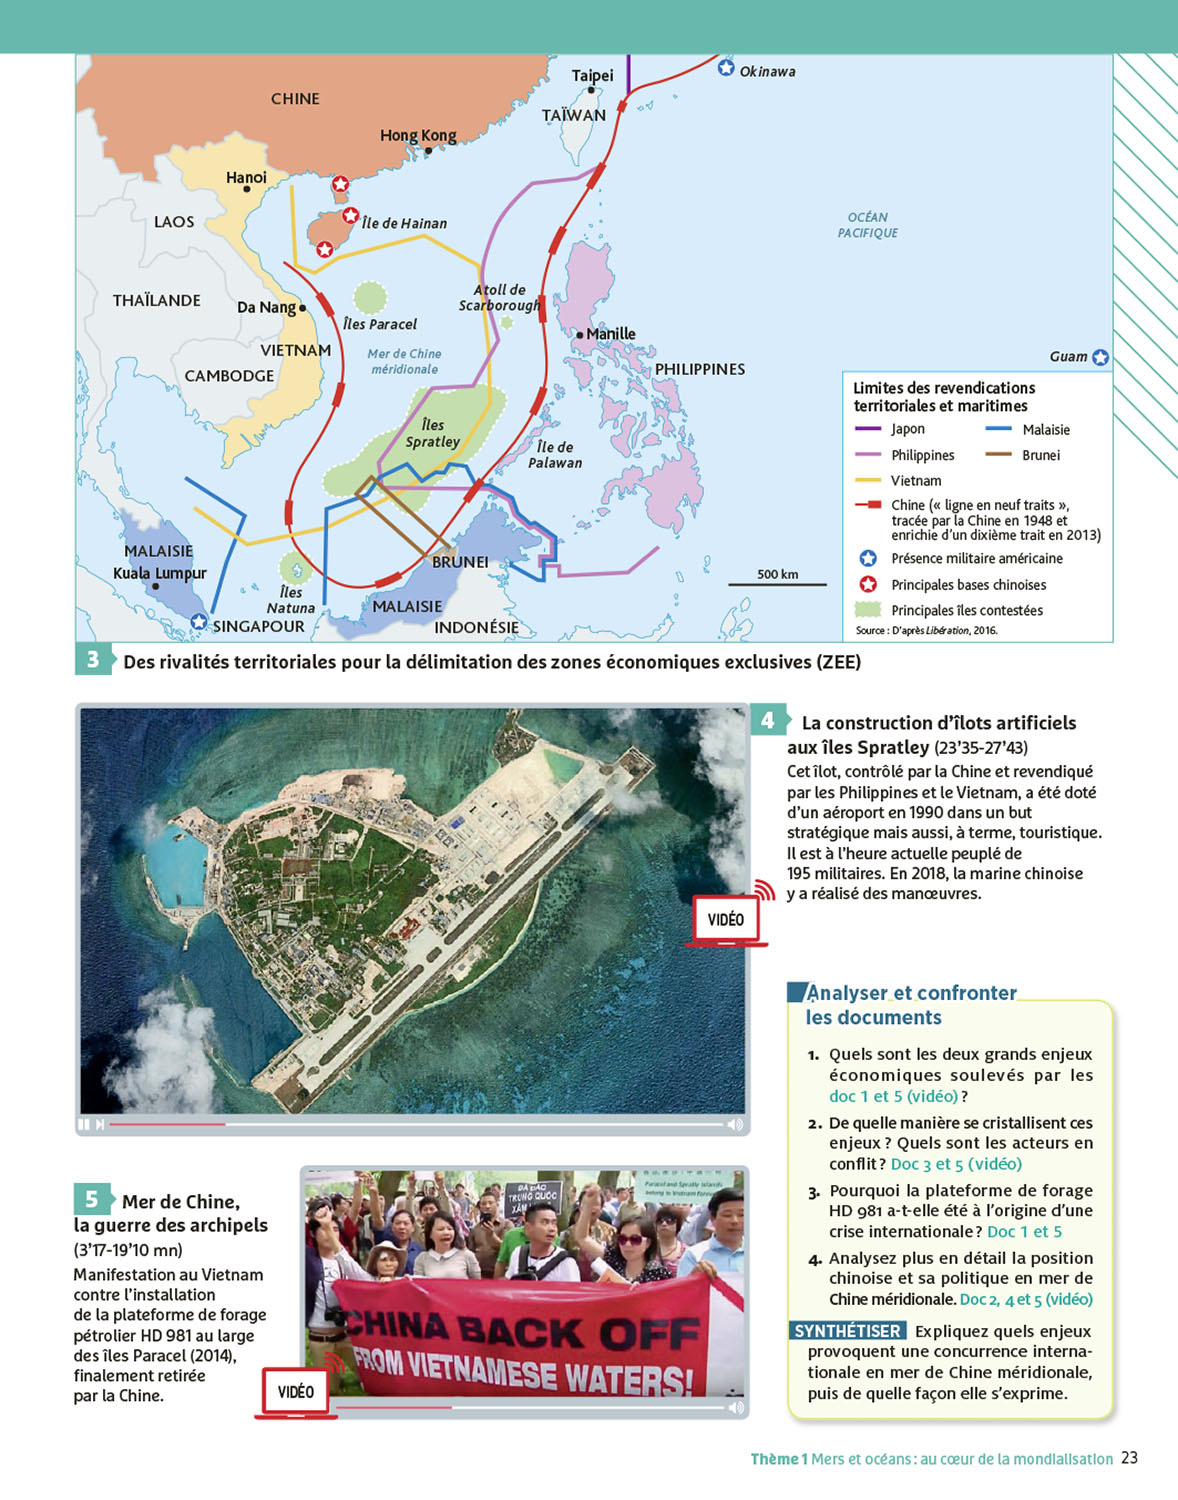 CHINE
Taipei
Okinawa
TAÏWAN
Hong Kong
Hanoi
LAOS
Île de Hainan
OCÉAN
PACIFIQUE
THAÏLANDE
Da Nang
Atoll de
Scarborough
Îles Paracel
Manille
VIETNAM
Mer de Chine
méridionale
Guam
CAMBODGE
PHILIPPINES
Îles
Spratley
Île de
Palawan
MALAISIE
Kuala Lumpur
BRUNEI
Îles
Natuna
MALAISIE
SINGAPOUR
INDONÉSIE
500 km
Limites des revendications
territoriales et maritimes
Japon
Malaisie
Philippines
Brunei
Vietnam
Chine (« ligne en neuf traits »,
tracée par la Chine en 1948 et
enrichie d'un dixième trait en 2013)
Présence militaire américaine
Principales bases chinoises
Principales îles contestées
Source : D'après Libération, 2016.
3 Des rivalités territoriales pour la délimitation des zones économiques exclusives (ZEE)
4 La construction d'îlots artificiels
aux îles Spratley (23'35-27'43)
Cet îlot, contrôlé par la Chine et revendiqué
par les Philippines et le Vietnam, a été doté
d'un aéroport en 1990 dans un but
stratégique mais aussi, à terme, touristique.
Il est à l'heure actuelle peuplé de
195 militaires. En 2018, la marine chinoise
y a réalisé des manœuvres.
VIDÉO
5 Mer de Chine,
la guerre des archipels
(3'17-19'10 mn)
Manifestation au Vietnam
contre l'installation
de la plateforme de forage
pétrolier HD 981 au large
des îles Paracel (2014),
finalement retirée
par la Chine.
VIDÉO
ĐẢ ĐẢO
TRUNG QUỐC
Paracel and Spratly Islands
belong to Vietnam forever
CHINA BACK OFF
FROM VIETNAMESE WATERS!
Analyser et confronter
les documents
1. Quels sont les deux grands enjeux
économiques soulevés par les
doc 1 et 5 (vidéo) ?
2. De quelle manière se cristallisent ces
enjeux ? Quels sont les acteurs en
conflit ? Doc 3 et 5 (vidéo)
3. Pourquoi la plateforme de forage
HD 981 a-t-elle été à l'origine d'une
crise internationale ? Doc 1 et 5
4. Analysez plus en détail la position
chinoise et sa politique en mer de
Chine méridionale. Doc 2, 4 et 5 (vidéo)
SYNTHÉTISER Expliquez quels enjeux
provoquent une concurrence interna-
tionale en mer de Chine méridionale,
puis de quelle façon elle s'exprime.
Thème 1 Mers et océans : au cœur de la mondialisation 23